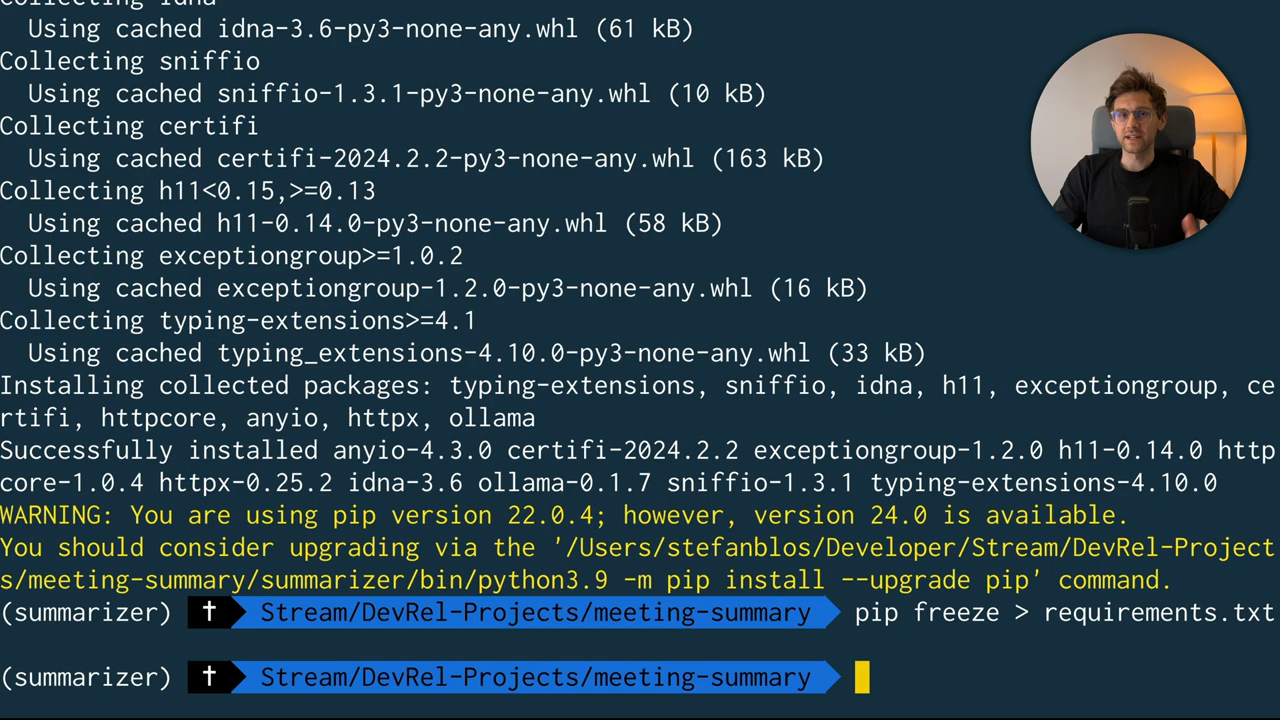 Collecting idna
  Using cached idna-3.6-py3-none-any.whl (61 kB)
Collecting sniffio
  Using cached sniffio-1.3.1-py3-none-any.whl (10 kB)
Collecting certifi
  Using cached certifi-2024.2.2-py3-none-any.whl (163 kB)
Collecting h11<0.15,>=0.13
  Using cached h11-0.14.0-py3-none-any.whl (58 kB)
Collecting exceptiongroup>=1.0.2
  Using cached exceptiongroup-1.2.0-py3-none-any.whl (16 kB)
Collecting typing-extensions>=4.1
  Using cached typing_extensions-4.10.0-py3-none-any.whl (33 kB)
Installing collected packages: typing-extensions, sniffio, idna, h11, exceptiongroup, ce
rtifi, httpcore, anyio, httpx, ollama
Successfully installed anyio-4.3.0 certifi-2024.2.2 exceptiongroup-1.2.0 h11-0.14.0 http
core-1.0.4 httpx-0.25.2 idna-3.6 ollama-0.1.7 sniffio-1.3.1 typing-extensions-4.10.0
WARNING: You are using pip version 22.0.4; however, version 24.0 is available.
You should consider upgrading via the '/Users/stefanblos/Developer/Stream/DevRel-Project
s/meeting-summary/summarizer/bin/python3.9 -m pip install --upgrade pip' command.
(summarizer) † Stream/DevRel-Projects/meeting-summary pip freeze > requirements.txt
(summarizer) † Stream/DevRel-Projects/meeting-summary